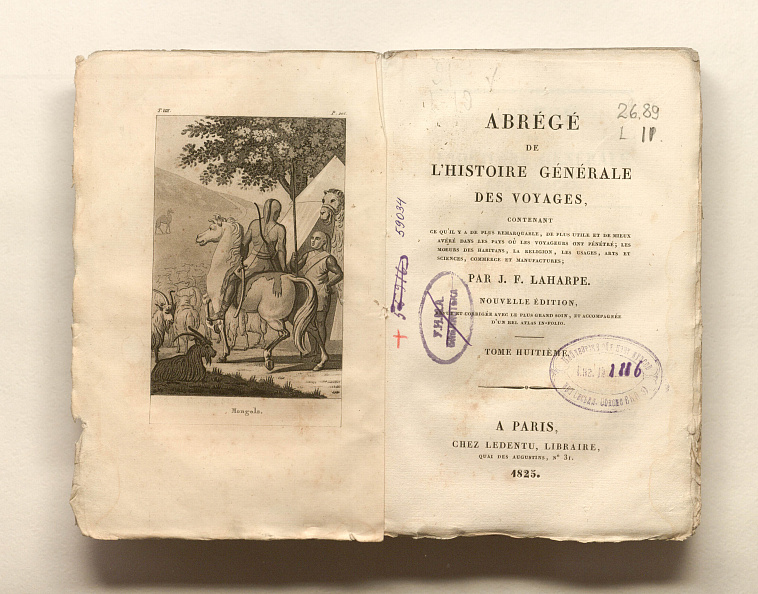 T. III.
Mongols.
59034
26.89
L II
ABRÉGÉ
DE
L'HISTOIRE GÉNÉRALE
DES VOYAGES,
CONTENANT
CE QU'IL Y A DE PLUS REMARQUABLE, DE PLUS UTILE ET DE MIEUX
AVÉRÉ DANS LES PAYS OÙ LES VOYAGEURS ONT PÉNÉTRÉ; LES
MOEURS DES HABITANS, LA RELIGION, LES USAGES, ARTS ET
SCIENCES, COMMERCE ET MANUFACTURES;
PAR J. F. LAHARPE.
NOUVELLE ÉDITION,
ET CORRIGÉE AVEC LE PLUS GRAND SOIN, ET ACCOMPAGNÉE
D'UN BEL ATLAS IN-FOLIO.
TOME HUITIÈME.
1116
A PARIS,
CHEZ LEDENTU, LIBRAIRE,
QUAI DES AUGUSTINS, N° 31.
1825.